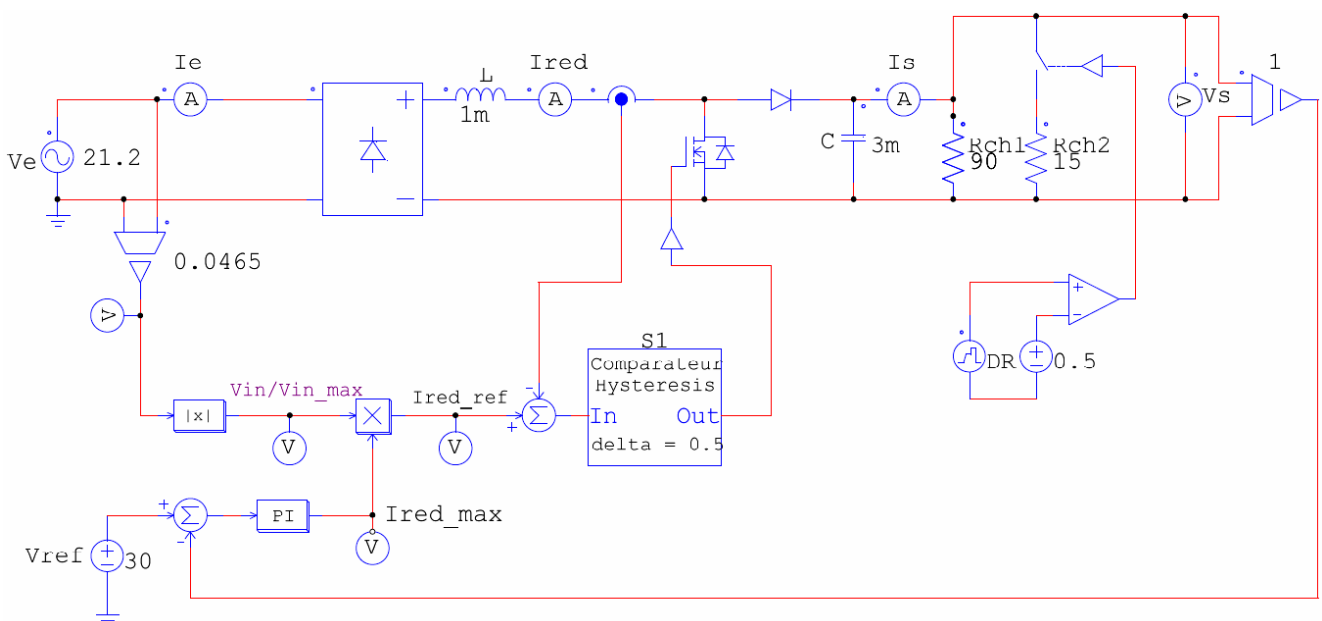 Ie
A
L
1m
Ired
A
Is
A
1
Ve
21.2
+
−
C
3m
Rch1
90
Rch2
15
V
Vs
0.0465
V
S1
Comparateur
Hysteresis
In Out
delta = 0.5
+
−
DR
+
−
0.5
|x|
Vin/Vin_max
V
Ired_ref
V
-
+
Σ
+
-
Σ
PI
Ired_max
V
Vref
+
−
30